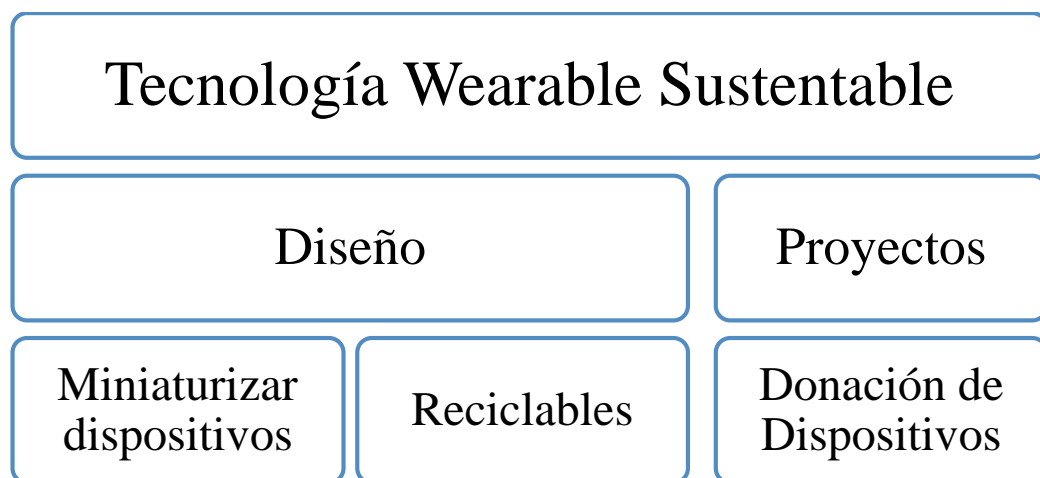 Tecnología Wearable Sustentable
Diseño
Proyectos
Miniaturizar
dispositivos
Reciclables
Donación de
Dispositivos